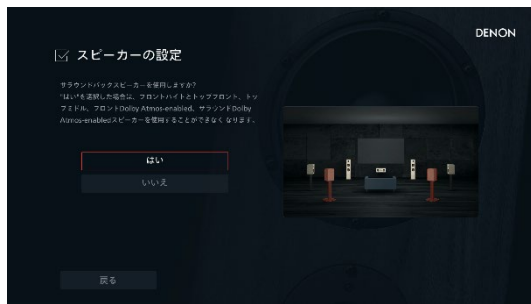 DENON
スピーカーの設定
サラウンドバックスピーカーを使用しますか?
"はい"を選択した場合は、フロントハイトとトップフロント、トッ
プミドル、フロントDolby Atmos-enabled、サラウンドDolby
Atmos-enabledスピーカーを使用することができなくなります。
はい
いいえ
戻る